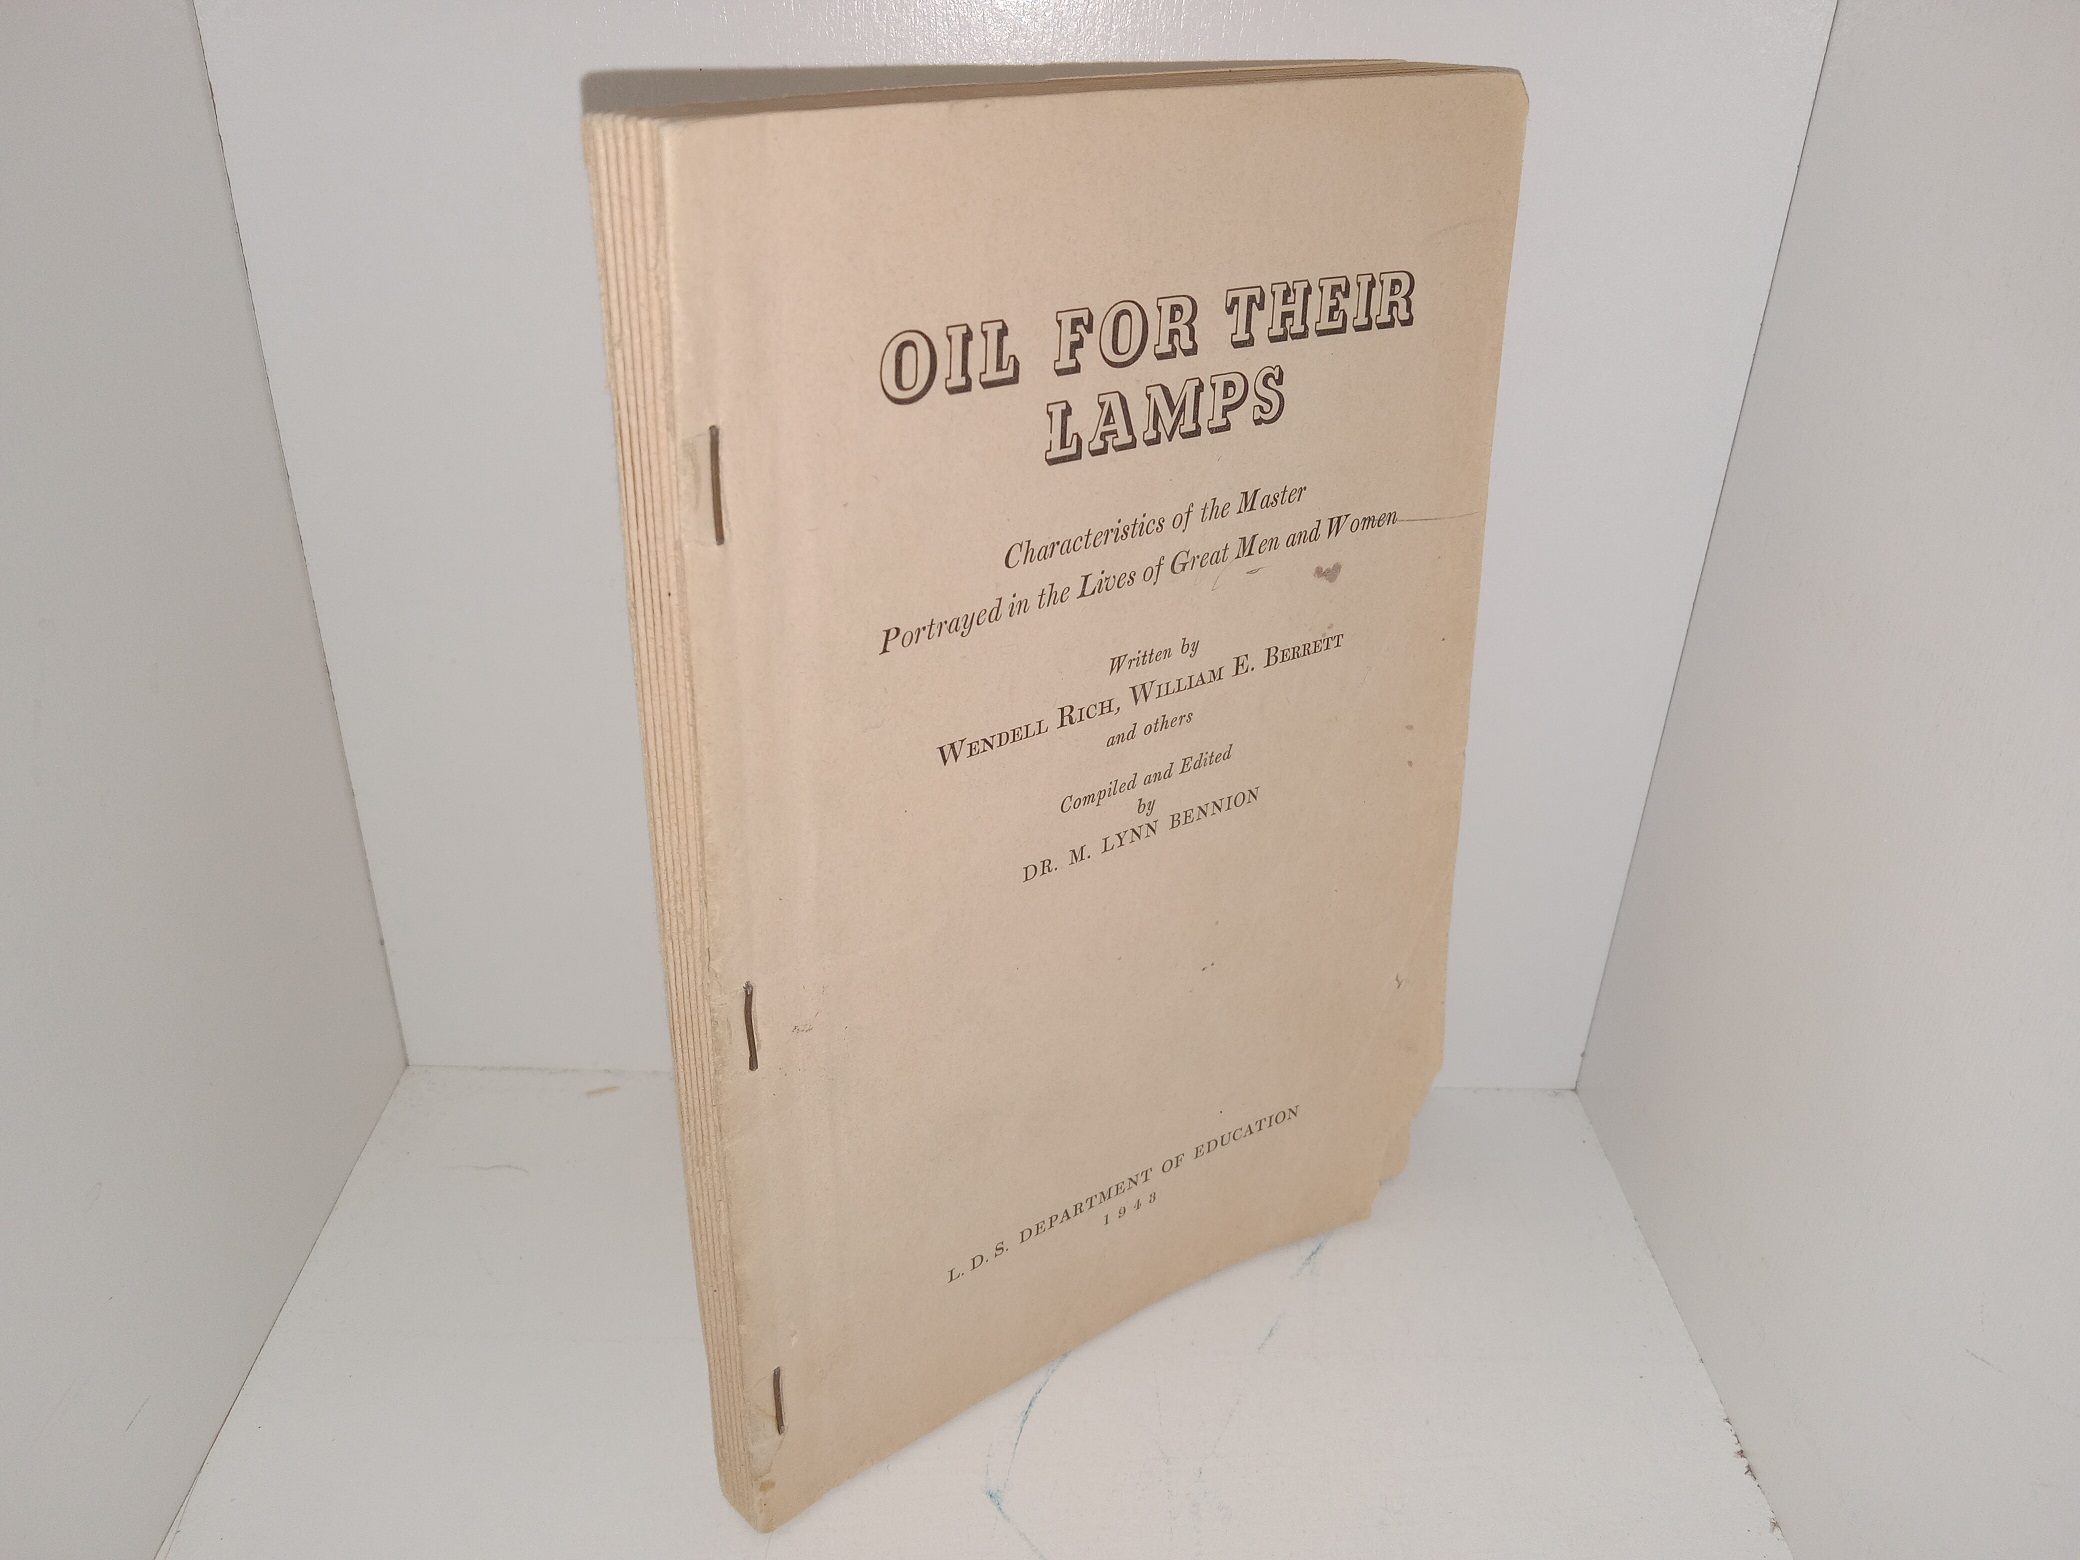 OIL FOR THEIR
LAMPS
Characteristics of the Master
Portrayed in the Lives of Great Men and Women
Written by
WENDELL RICH, WILLIAM E. BERRETT
and others
Compiled and Edited
by
DR. M. LYNN BENNION
L. D. S. DEPARTMENT OF EDUCATION
1943